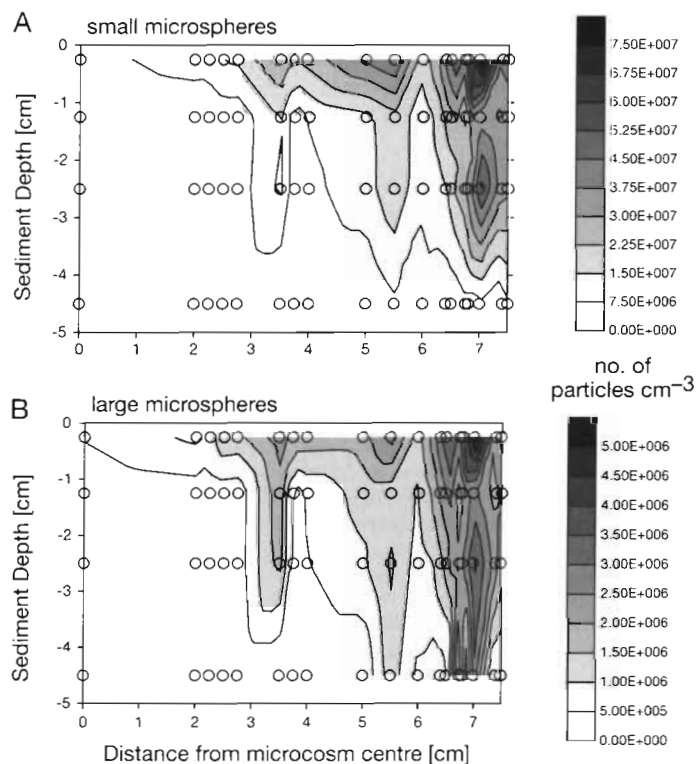 A small microspheres
Sediment Depth [cm]
0
-1
-2
-3
-4
-5
0 1 2 3 4 5 6 7
7.50E+007
6.75E+007
6.00E+007
5.25E+007
4.50E+007
3.75E+007
3.00E+007
2.25E+007
1.50E+007
7.50E+006
0.00E+000
no. of
particles cm⁻³
B large microspheres
Sediment Depth [cm]
0
-1
-2
-3
-4
-5
0 1 2 3 4 5 6 7
Distance from microcosm centre [cm]
5.00E+006
4.50E+006
4.00E+006
3.50E+006
3.00E+006
2.50E+006
2.00E+006
1.50E+006
1.00E+006
5.00E+005
0.00E+000